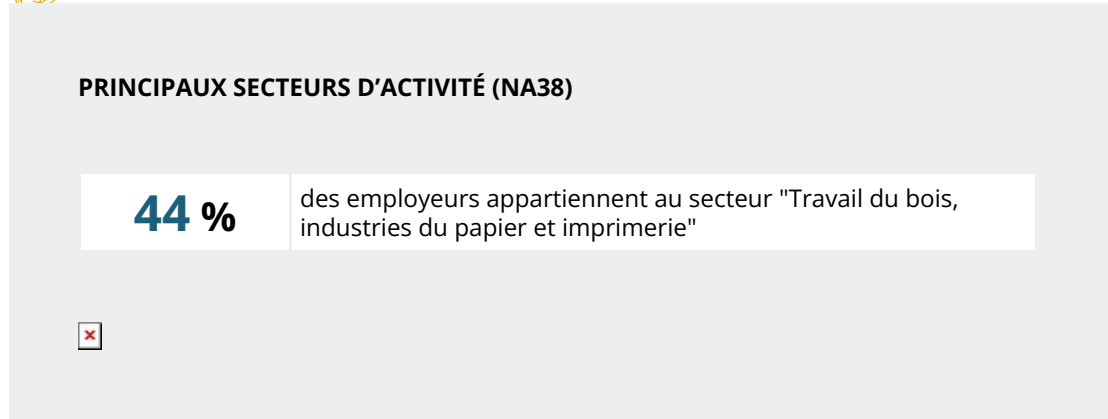 PRINCIPAUX SECTEURS D’ACTIVITÉ (NA38)
44 %
des employeurs appartiennent au secteur "Travail du bois,
industries du papier et imprimerie"